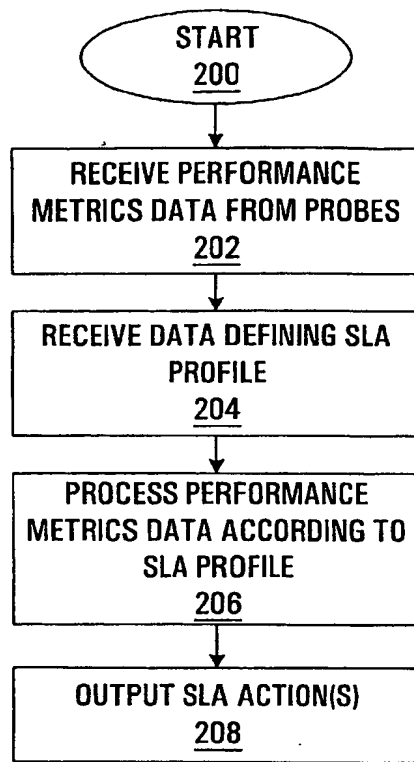 START
200
RECEIVE PERFORMANCE
METRICS DATA FROM PROBES
202
RECEIVE DATA DEFINING SLA
PROFILE
204
PROCESS PERFORMANCE
METRICS DATA ACCORDING TO
SLA PROFILE
206
OUTPUT SLA ACTION(S)
208